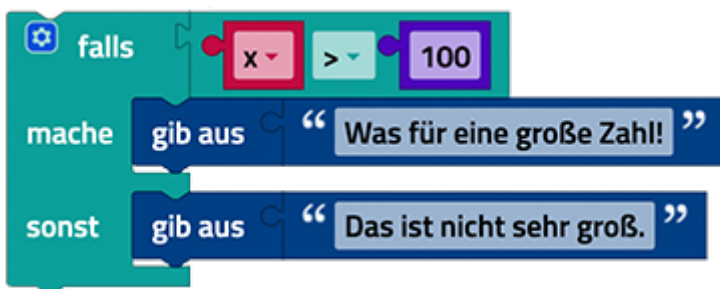 falls x > 100
mache gib aus “ Was für eine große Zahl! ”
sonst gib aus “ Das ist nicht sehr groß. ”